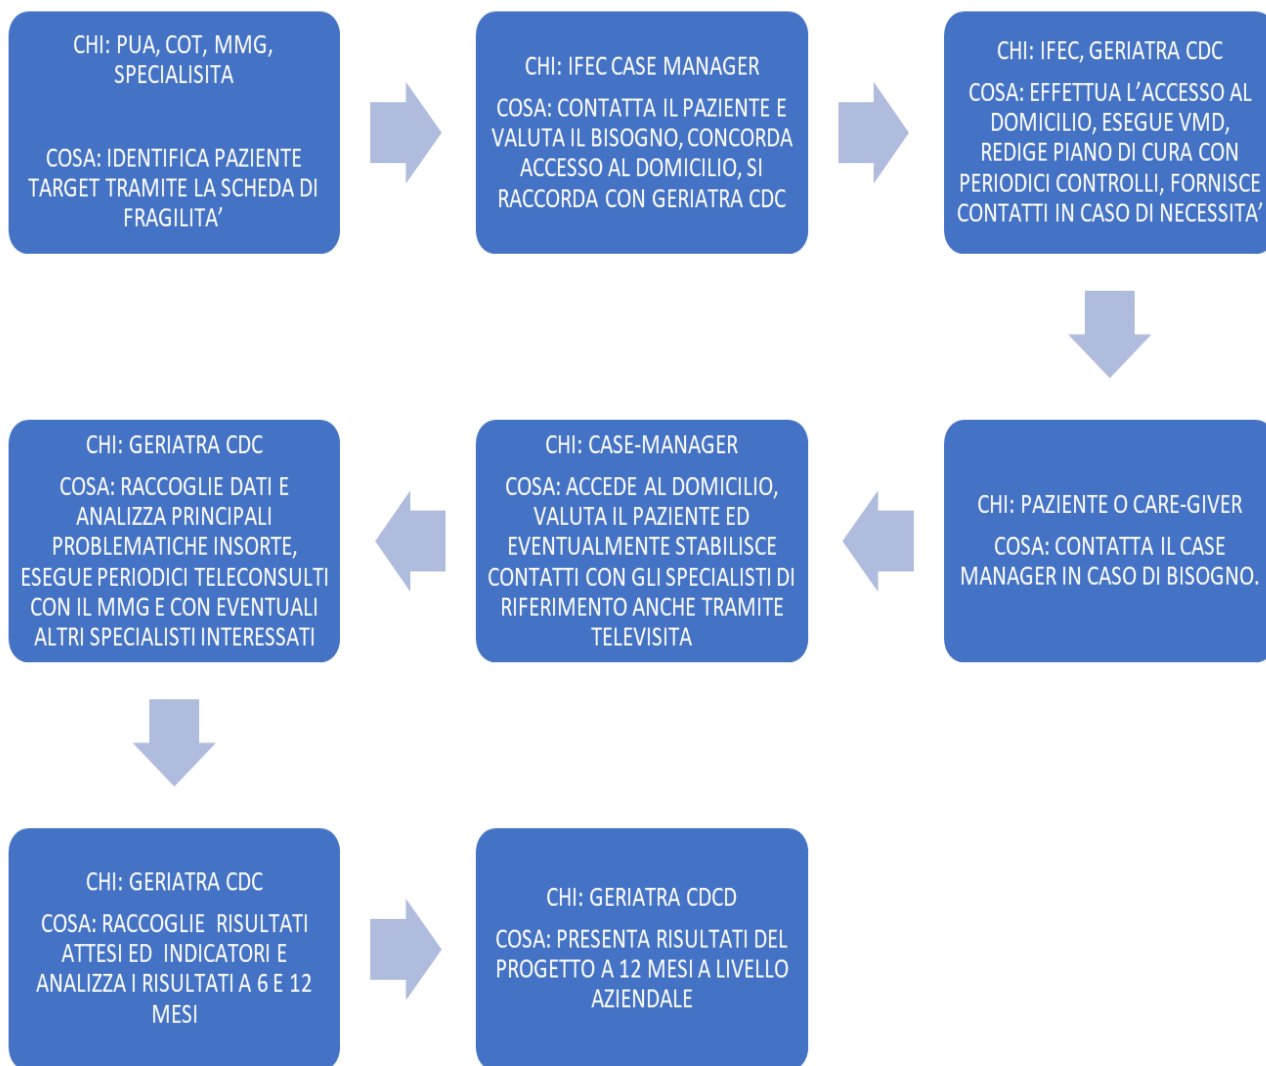 CHI: PUA, COT, MMG,
SPECIALISITA
COSA: IDENTIFICA PAZIENTE
TARGET TRAMITE LA SCHEDA DI
FRAGILITA’
CHI: IFEC CASE MANAGER
COSA: CONTATTA IL PAZIENTE E
VALUTA IL BISOGNO, CONCORDA
ACCESSO AL DOMICILIO, SI
RACCORDA CON GERIATRA CDC
CHI: IFEC, GERIATRA CDC
COSA: EFFETTUA L’ACCESSO AL
DOMICILIO, ESEGUE VMD,
REDIGE PIANO DI CURA CON
PERIODICI CONTROLLI, FORNISCE
CONTATTI IN CASO DI NECESSITA’
CHI: PAZIENTE O CARE-GIVER
COSA: CONTATTA IL CASE
MANAGER IN CASO DI BISOGNO.
CHI: CASE-MANAGER
COSA: ACCEDE AL DOMICILIO,
VALUTA IL PAZIENTE ED
EVENTUALMENTE STABILISCE
CONTATTI CON GLI SPECIALISTI DI
RIFERIMENTO ANCHE TRAMITE
TELEVISITA
CHI: GERIATRA CDC
COSA: RACCOGLIE DATI E
ANALIZZA PRINCIPALI
PROBLEMATICHE INSORTE,
ESEGUE PERIODICI TELECONSULTI
CON IL MMG E CON EVENTUALI
ALTRI SPECIALISTI INTERESSATI
CHI: GERIATRA CDC
COSA: RACCOGLIE RISULTATI
ATTESI ED INDICATORI E
ANALIZZA I RISULTATI A 6 E 12
MESI
CHI: GERIATRA CDCD
COSA: PRESENTA RISULTATI DEL
PROGETTO A 12 MESI A LIVELLO
AZIENDALE